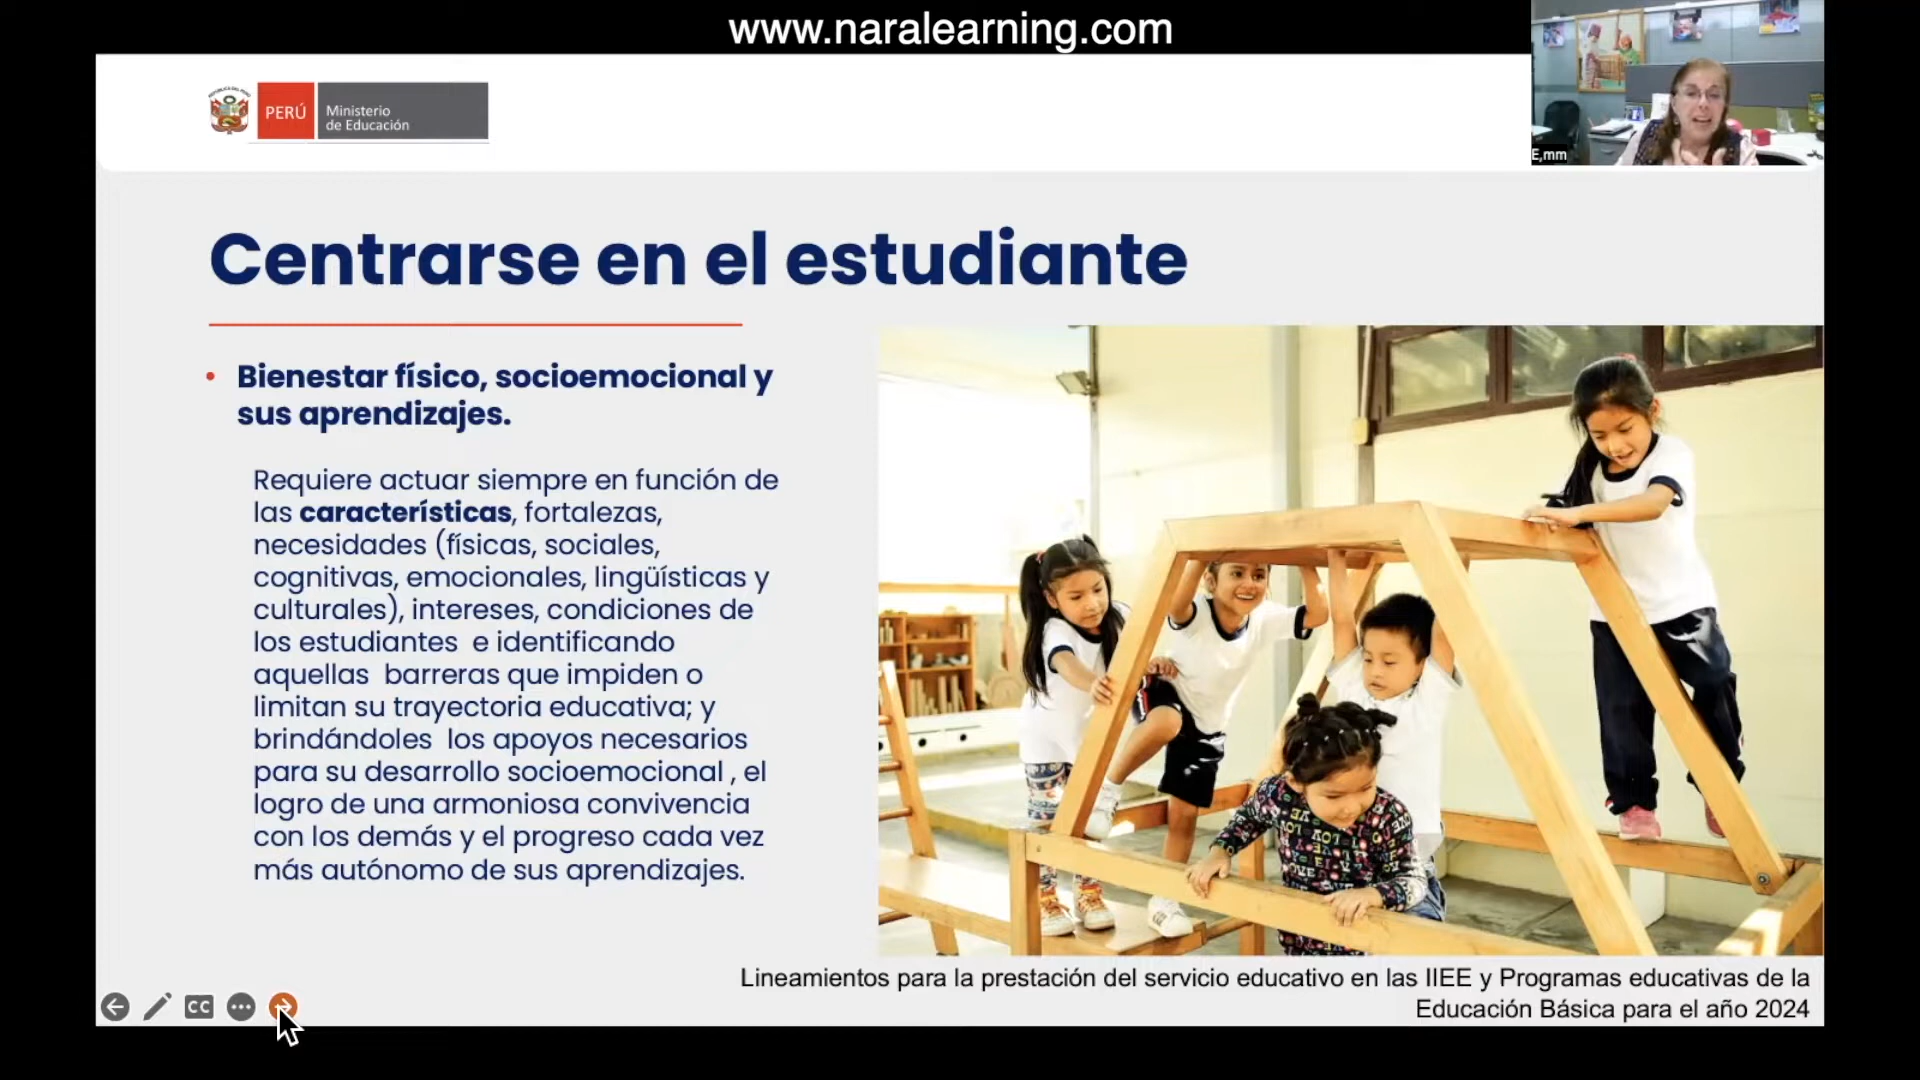 www.naralearning.com
PERÚ
Ministerio
de Educación
E,mm
Centrarse en el estudiante
• Bienestar físico, socioemocional y
sus aprendizajes.
Requiere actuar siempre en función de
las características, fortalezas,
necesidades (físicas, sociales,
cognitivas, emocionales, lingüísticas y
culturales), intereses, condiciones de
los estudiantes e identificando
aquellas barreras que impiden o
limitan su trayectoria educativa; y
brindándoles los apoyos necesarios
para su desarrollo socioemocional , el
logro de una armoniosa convivencia
con los demás y el progreso cada vez
más autónomo de sus aprendizajes.
Lineamientos para la prestación del servicio educativo en las IIEE y Programas educativas de la
Educación Básica para el año 2024
CC